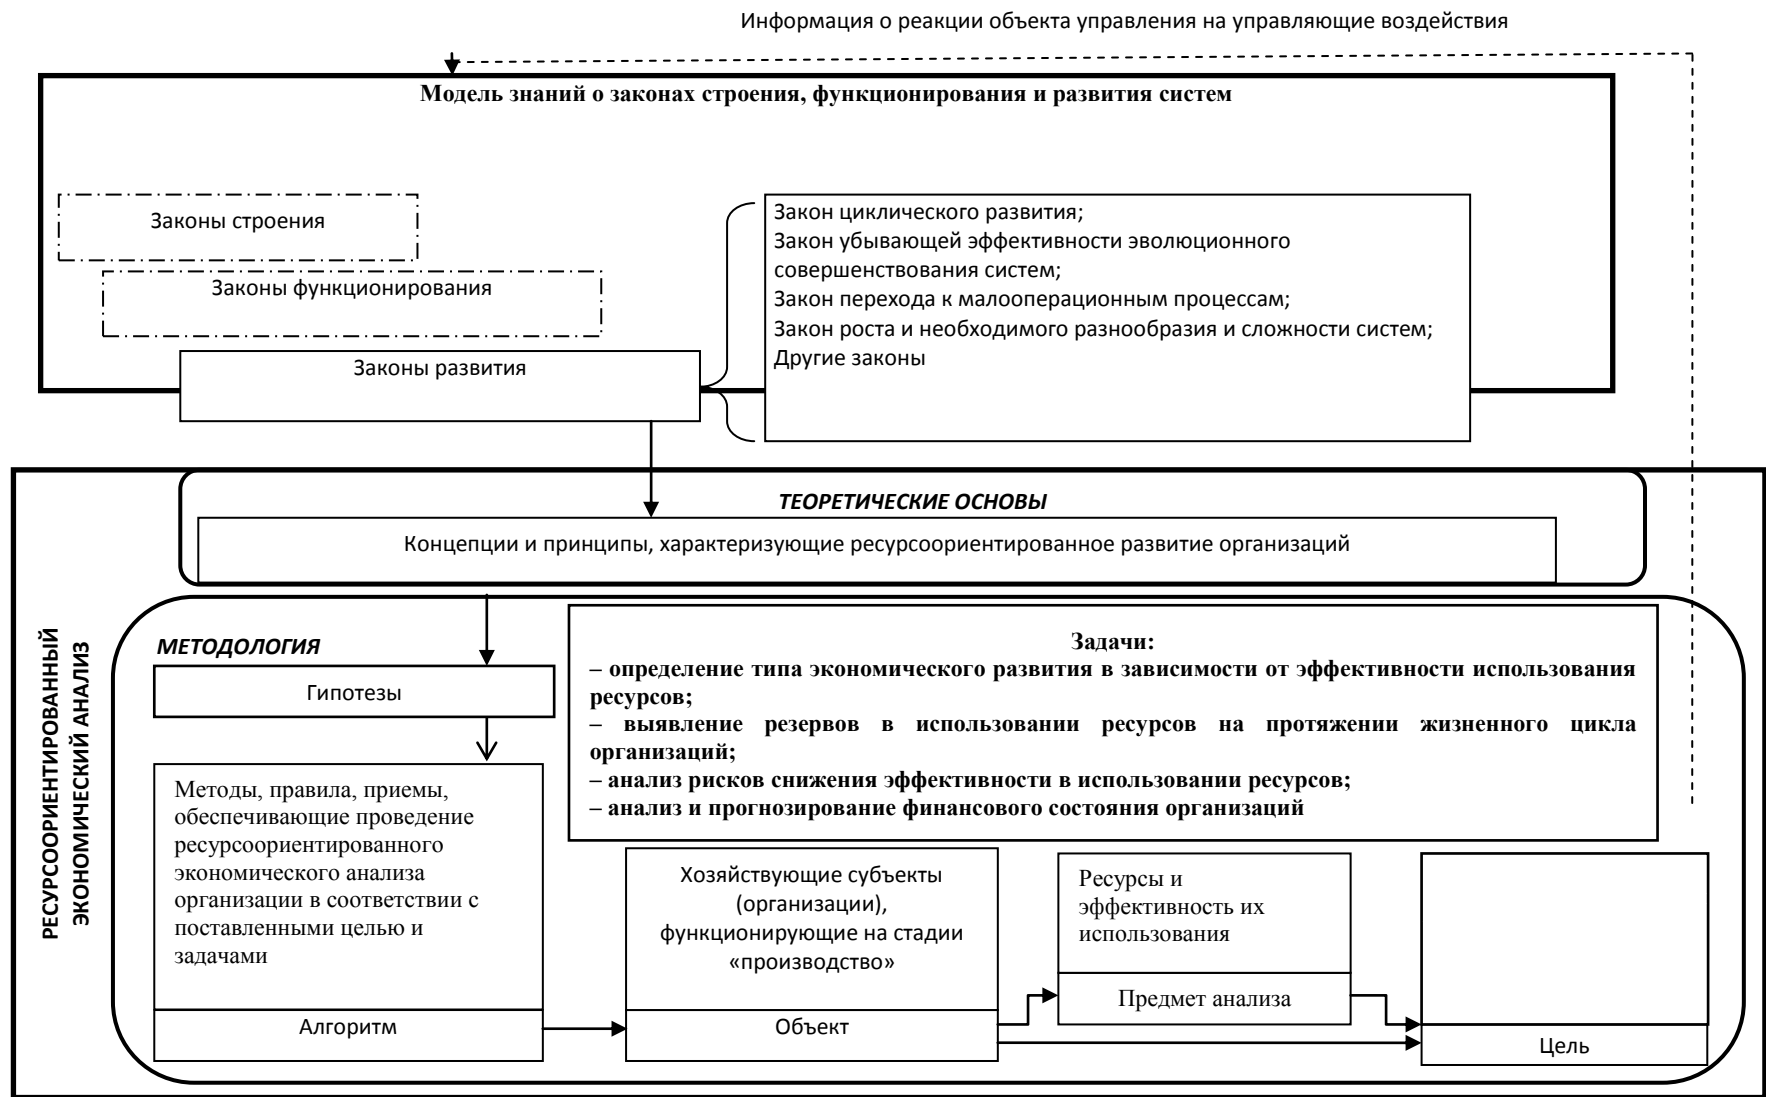 Информация о реакции объекта управления на управляющие воздействия
Модель знаний о законах строения, функционирования и развития систем
Законы строения
Законы функционирования
Законы развития
Закон циклического развития;
Закон убывающей эффективности эволюционного
совершенствования систем;
Закон перехода к малооперационным процессам;
Закон роста и необходимого разнообразия и сложности систем;
Другие законы
РЕСУРСООРИЕНТИРОВАННЫЙ
ЭКОНОМИЧЕСКИЙ АНАЛИЗ
ТЕОРЕТИЧЕСКИЕ ОСНОВЫ
Концепции и принципы, характеризующие ресурсоориентированное развитие организаций
МЕТОДОЛОГИЯ
Гипотезы
Задачи:
– определение типа экономического развития в зависимости от эффективности использования
ресурсов;
– выявление резервов в использовании ресурсов на протяжении жизненного цикла
организаций;
– анализ рисков снижения эффективности в использовании ресурсов;
– анализ и прогнозирование финансового состояния организаций
Методы, правила, приемы,
обеспечивающие проведение
ресурсоориентированного
экономического анализа
организации в соответствии с
поставленными целью и
задачами
Алгоритм
Хозяйствующие субъекты
(организации),
функционирующие на стадии
«производство»
Объект
Ресурсы и
эффективность их
использования
Предмет анализа
Цель